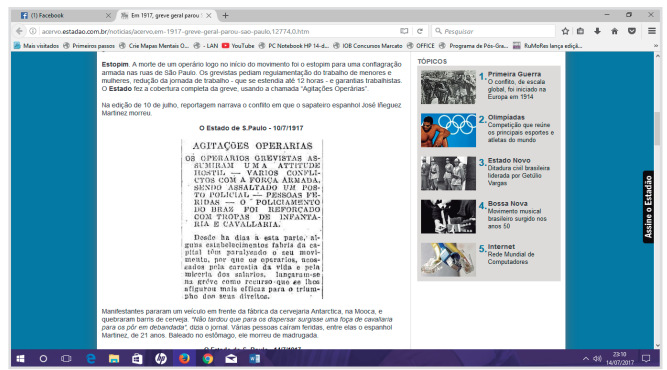 (1) Facebook
Em 1917, greve geral parou
acervo.estadao.com.br/noticias/acervo,em-1917-greve-geral-parou-sao-paulo,12774,0.htm
Pesquisar
Mais visitados
Primeiros passos
Crie Mapas Mentais O...
- LAN
YouTube
PC Notebook HP 14-d...
IOB Concursos Marcato
OFFICE
Programa de Pós-Gra...
RuMoRes lança ediçã...
Estopim. A morte de um operário logo no início do movimento foi o estopim para uma conflagração
armada nas ruas de São Paulo. Os grevistas pediam regulamentação do trabalho de menores e
mulheres, redução da jornada de trabalho - que se estendia até 12 horas - e garantias trabalhistas.
O Estado fez a cobertura completa da greve, usando a chamada “Agitações Operárias”.
Na edição de 10 de julho, reportagem narrava o conflito em que o sapateiro espanhol José Iñeguez
Martinez morreu.
O Estado de S.Paulo - 10/7/1917
AGITAÇÕES OPERARIAS
OS OPERARIOS GREVISTAS AS-
SUMIRAM UMA ATTITUDE
HOSTIL — VARIOS CONFLI-
CTOS COM A FORÇA ARMADA,
SENDO ASSALTADO UM POS-
TO POLICIAL — PESSOAS FE-
RIDAS — O POLICIAMENTO
DO BRAZ FOI REFORÇADO
COM TROPAS DE INFANTA-
RIA E CAVALLARIA.
Desde ha dias a esta parte, al-
guns estabelecimentos fabris da ca-
pital têm paralysado o seu movi-
mento, por que os operarios, acos-
sados pela carestia da vida e pela
miseria dos salarios, lançaram-se
na gréve como recurso que se lhes
afigurou mais efficaz para o trium-
pho dos seus direitos.
Manifestantes pararam um veículo em frente da fábrica da cervejaria Antarctica, na Mooca, e
quebraram barris de cerveja. “Não tardou que para os dispersar surgisse uma foça de cavallaria
para os pôr em debandada”, dizia o jornal. Várias pessoas caíram feridas, entre elas o espanhol
Martinez, de 21 anos. Baleado no estômago, ele morreu de madrugada.
TÓPICOS
1. Primeira Guerra
O conflito, de escala
global, foi iniciado na
Europa em 1914
2. Olimpíadas
Competição que reúne
os principais esportes e
atletas do mundo
3. Estado Novo
Ditadura civil brasileira
liderada por Getúlio
Vargas
4. Bossa Nova
Movimento musical
brasileiro surgido nos
anos 50
5. Internet
Rede Mundial de
Computadores
Assine o Estadão
23:10
14/07/2017